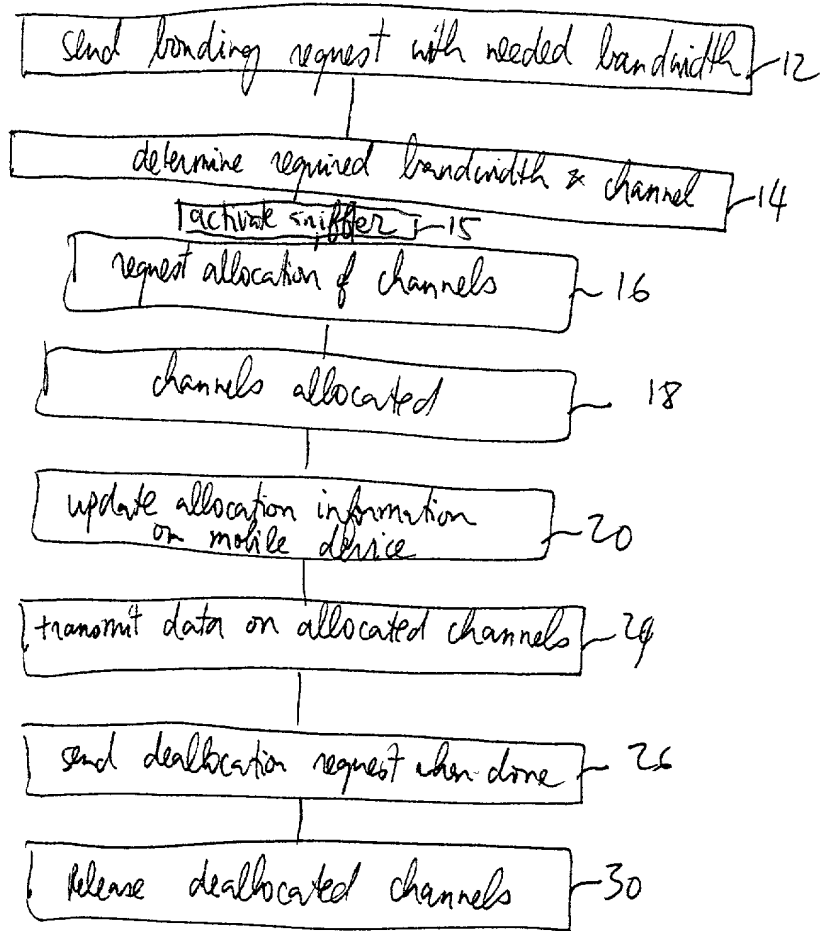 send bonding request with needed bandwidth 12
determine required bandwidth & channel 14
activate sniffer 15
request allocation of channels 16
channels allocated 18
update allocation information
on mobile device 20
transmit data on allocated channels 24
send deallocation request when done 26
Release deallocated channels 30